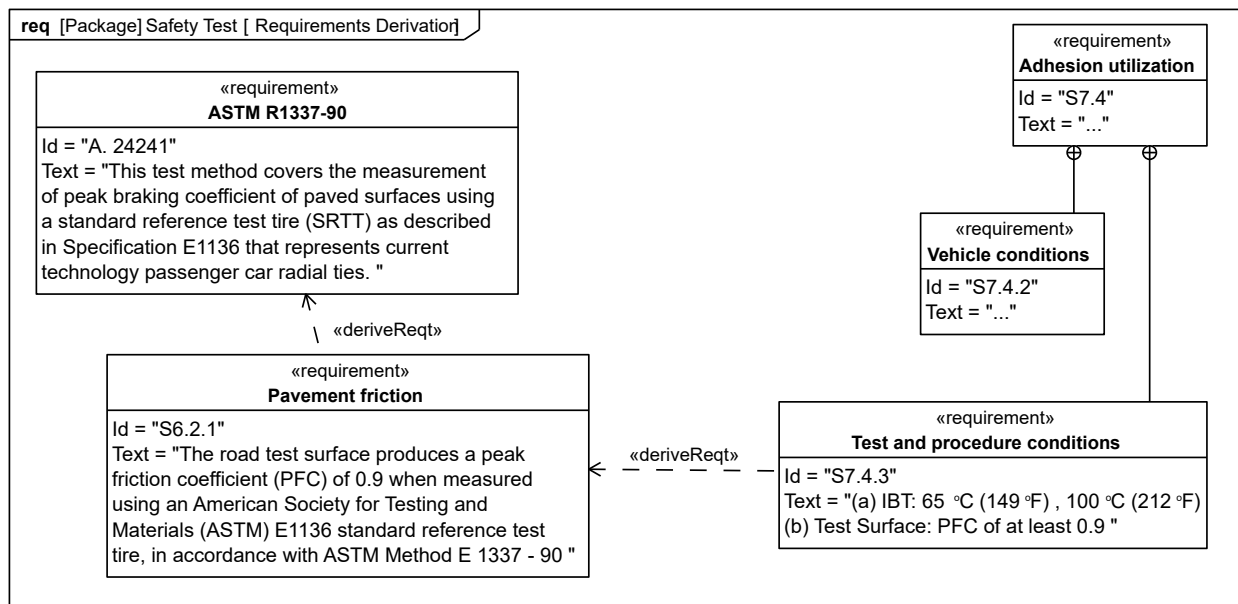 req [Package] Safety Test [ Requirements Derivation]
«requirement»
ASTM R1337-90
Id = "A. 24241"
Text = "This test method covers the measurement
of peak braking coefficient of paved surfaces using
a standard reference test tire (SRTT) as described
in Specification E1136 that represents current
technology passenger car radial ties. "
«requirement»
Adhesion utilization
Id = "S7.4"
Text = "..."
«requirement»
Vehicle conditions
Id = "S7.4.2"
Text = "..."
«deriveReqt»
«requirement»
Pavement friction
Id = "S6.2.1"
Text = "The road test surface produces a peak
friction coefficient (PFC) of 0.9 when measured
using an American Society for Testing and
Materials (ASTM) E1136 standard reference test
tire, in accordance with ASTM Method E 1337 - 90 "
«deriveReqt»
«requirement»
Test and procedure conditions
Id = "S7.4.3"
Text = "(a) IBT: 65 °C (149 °F) , 100 °C (212 °F)
(b) Test Surface: PFC of at least 0.9 "